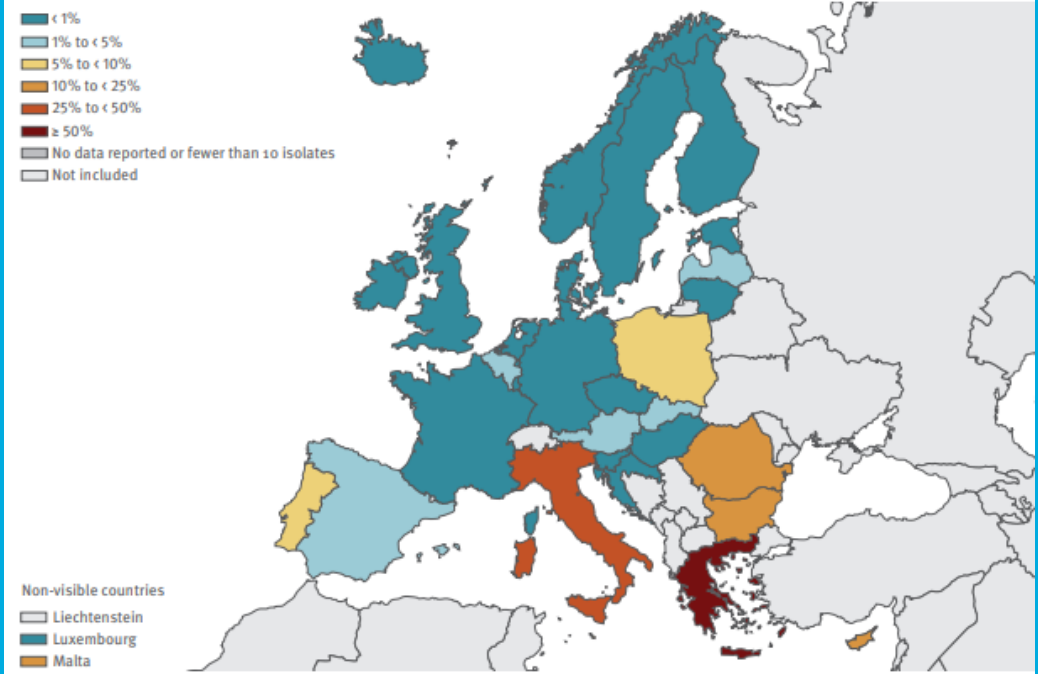 < 1%
1% to < 5%
5% to < 10%
10% to < 25%
25% to < 50%
≥ 50%
No data reported or fewer than 10 isolates
Not included
Non-visible countries
Liechtenstein
Luxembourg
Malta